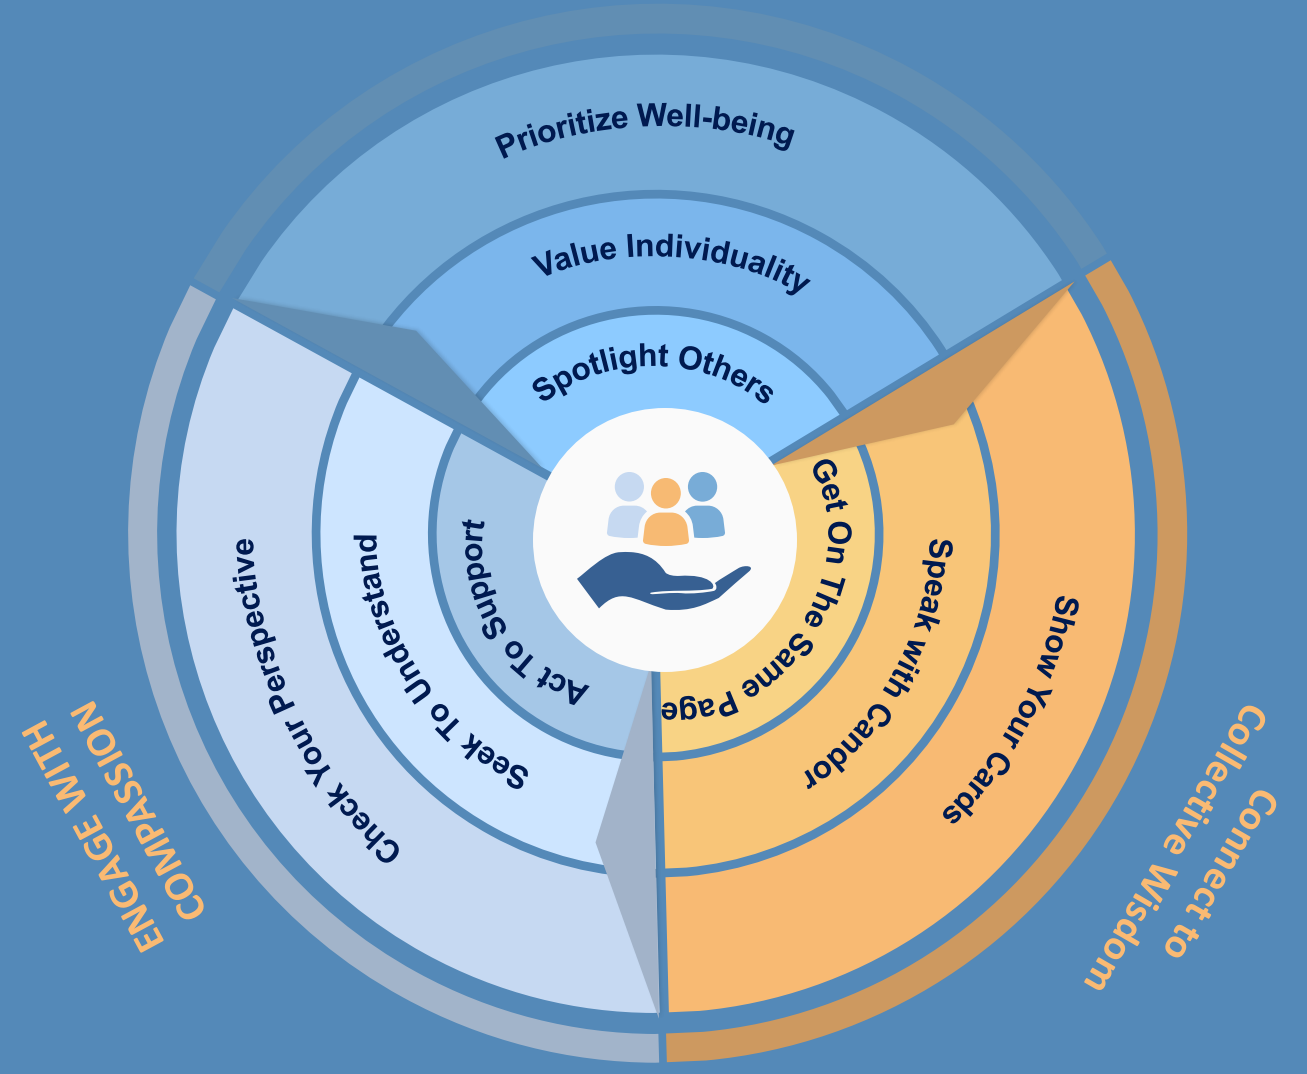 Prioritize Well-being
Value Individuality
Spotlight Others
Get On The Same Page
Speak with Candor
Show Your Cards
Connect to
Collective Wisdom
Act To Support
Seek To Understand
Check Your Perspective
ENGAGE WITH
COMPASSION